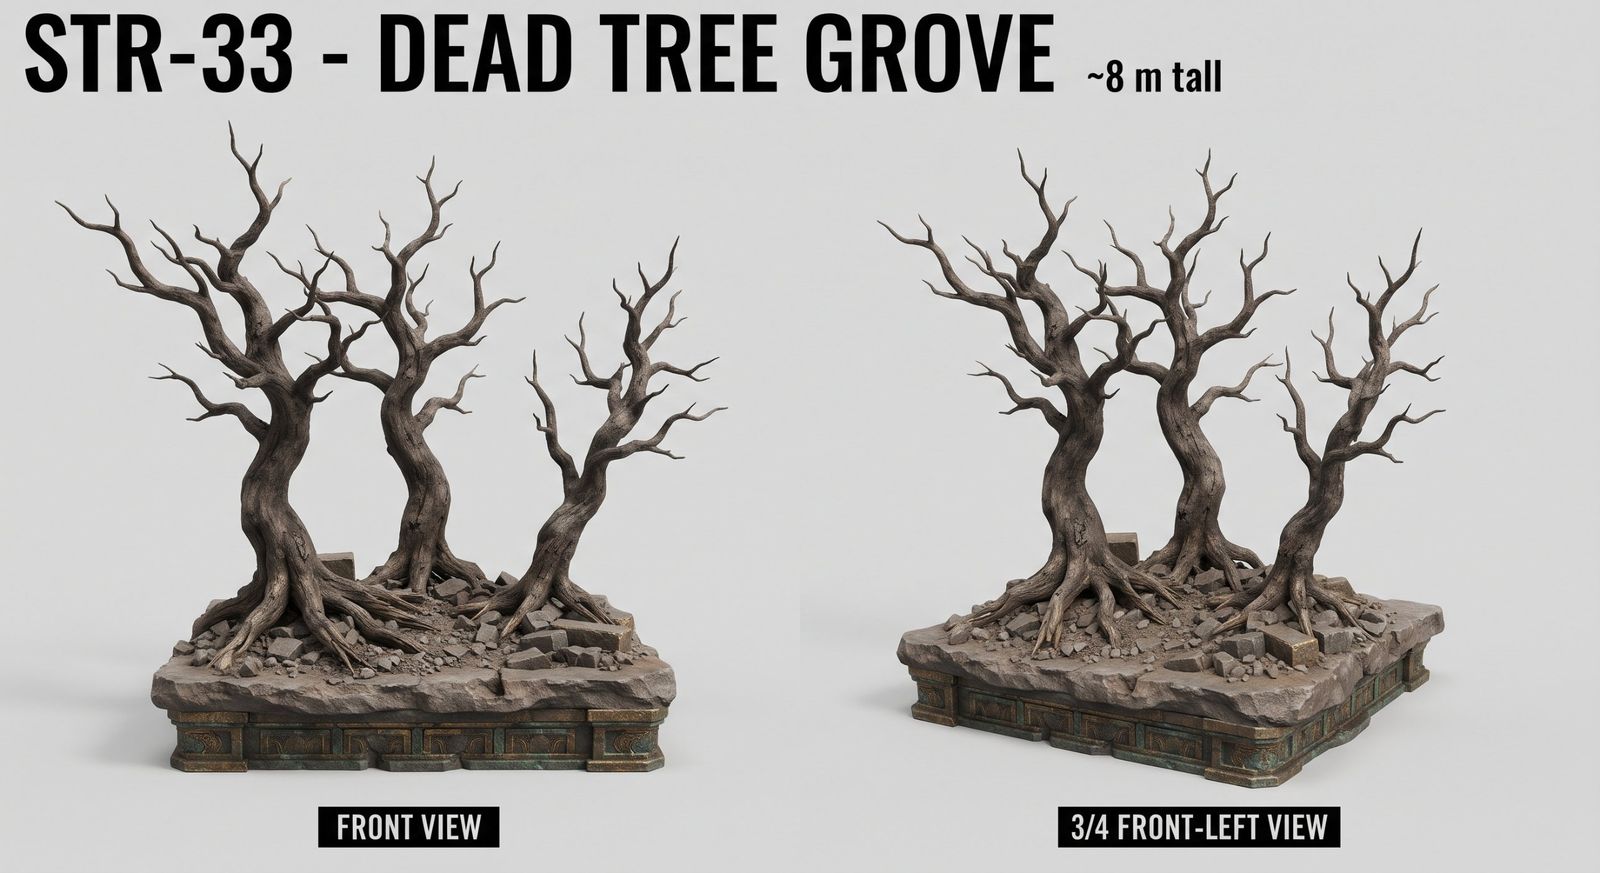 STR-33 - DEAD TREE GROVE ~8 m tall
FRONT VIEW
3/4 FRONT-LEFT VIEW